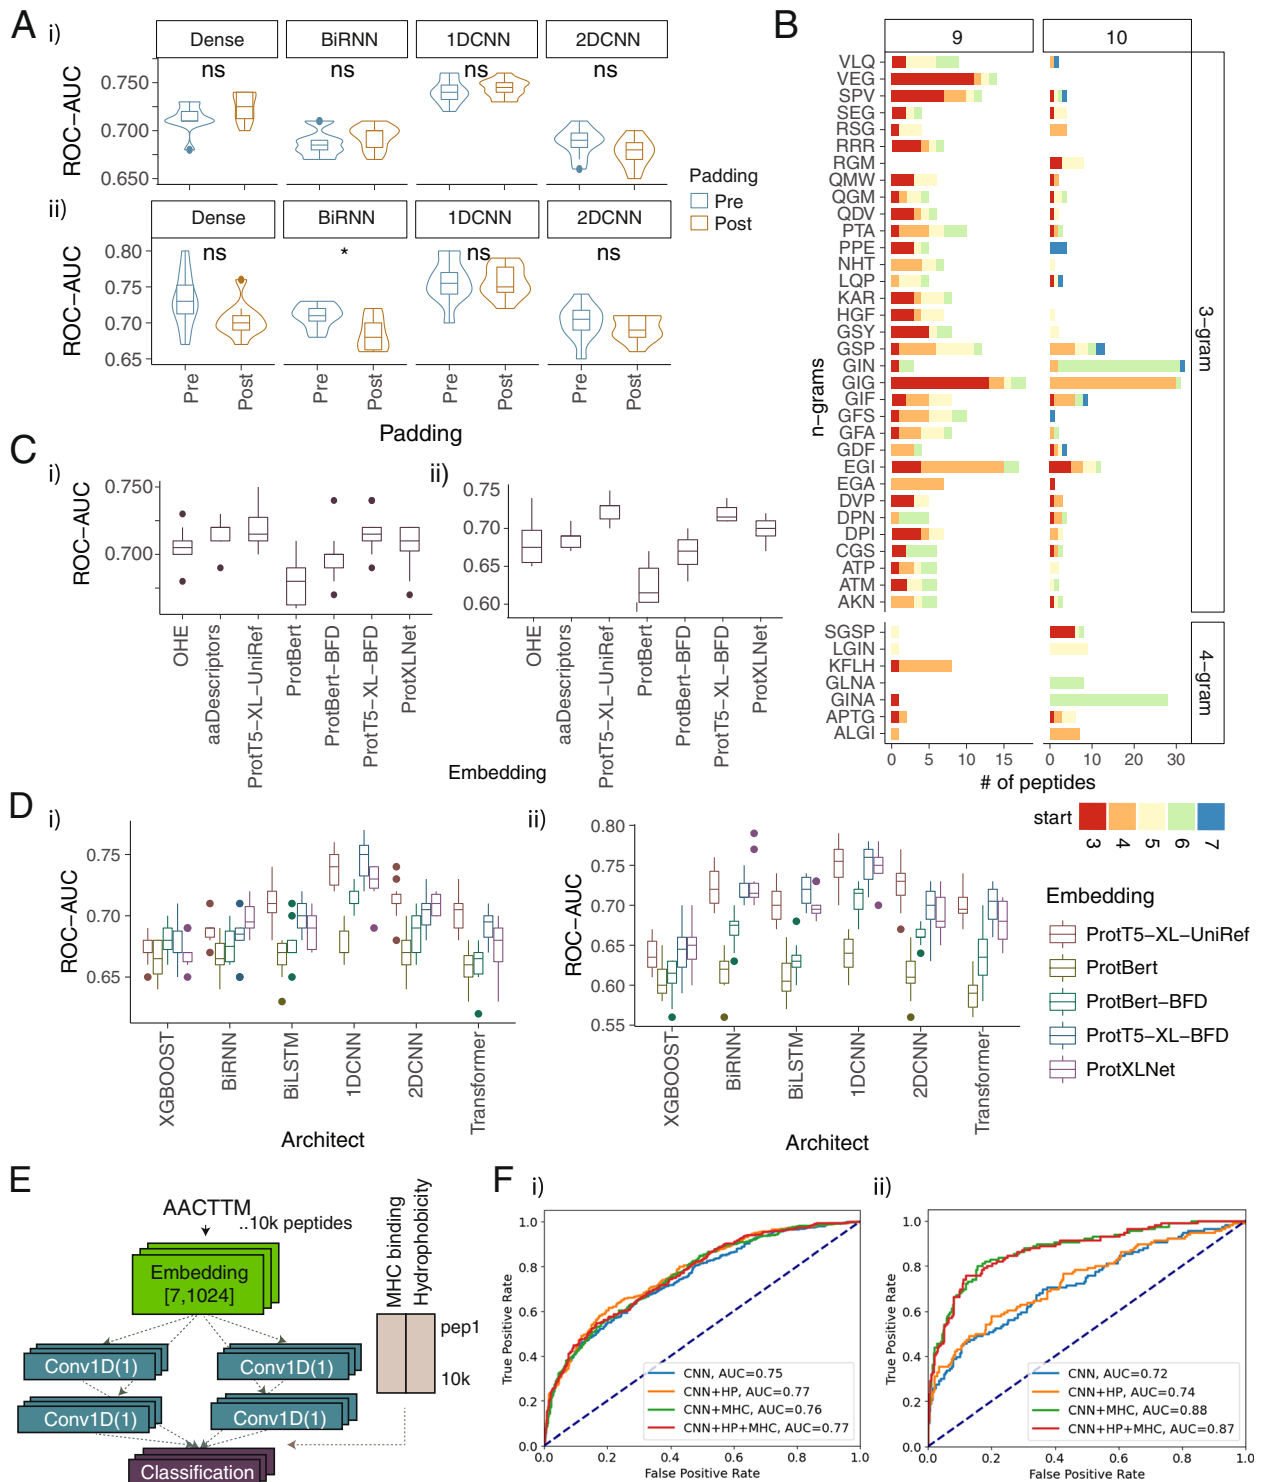 A
i)
Dense
BiRNN
1DCNN
2DCNN
ns
ns
ns
ns
ROC−AUC
0.750
0.700
0.650
ii)
Dense
BiRNN
1DCNN
2DCNN
ns
*
ns
ns
ROC−AUC
0.80
0.75
0.70
0.65
Pre
Post
Pre
Post
Pre
Post
Pre
Post
Padding
Padding
Pre
Post
B
9
10
n−grams
VLQ
VEG
SPV
SEG
RSG
RRR
RGM
QMW
QGM
QDV
PTA
PPE
NHT
LQP
KAR
HGF
GSY
GSP
GIN
GIG
GIF
GFS
GFA
GDF
EGI
EGA
DVP
DPN
DPI
CGS
ATP
ATM
AKN
3−gram
SGSP
LGIN
KFLH
GLNA
GINA
APTG
ALGI
4−gram
0
5
10
15
0
10
20
30
# of peptides
start
3
4
5
6
7
C
i)
ROC−AUC
0.750
0.700
OHE
aaDescriptors
ProtT5−XL−UniRef
ProtBert
ProtBert−BFD
ProtT5−XL−BFD
ProtXLNet
ii)
0.75
0.70
0.65
0.60
OHE
aaDescriptors
ProtT5−XL−UniRef
ProtBert
ProtBert−BFD
ProtT5−XL−BFD
ProtXLNet
Embedding
D
i)
ROC−AUC
0.75
0.70
0.65
XGBOOST
BiRNN
BiLSTM
1DCNN
2DCNN
Transformer
Architect
ii)
ROC−AUC
0.80
0.75
0.70
0.65
0.60
0.55
XGBOOST
BiRNN
BiLSTM
1DCNN
2DCNN
Transformer
Architect
Embedding
ProtT5−XL−UniRef
ProtBert
ProtBert−BFD
ProtT5−XL−BFD
ProtXLNet
E
AACTTM
..10k peptides
Embedding
[7,1024]
Conv1D(1)
Conv1D(1)
Conv1D(1)
Conv1D(1)
Classification
MHC binding
Hydrophobicity
pep1
10k
F
i)
True Positive Rate
1.0
0.8
0.6
0.4
0.2
0.0
CNN, AUC=0.75
CNN+HP, AUC=0.77
CNN+MHC, AUC=0.76
CNN+HP+MHC, AUC=0.77
0.0
0.2
0.4
0.6
0.8
1.0
False Positive Rate
ii)
True Positive Rate
1.0
0.8
0.6
0.4
0.2
0.0
CNN, AUC=0.72
CNN+HP, AUC=0.74
CNN+MHC, AUC=0.88
CNN+HP+MHC, AUC=0.87
0.0
0.2
0.4
0.6
0.8
1.0
False Positive Rate